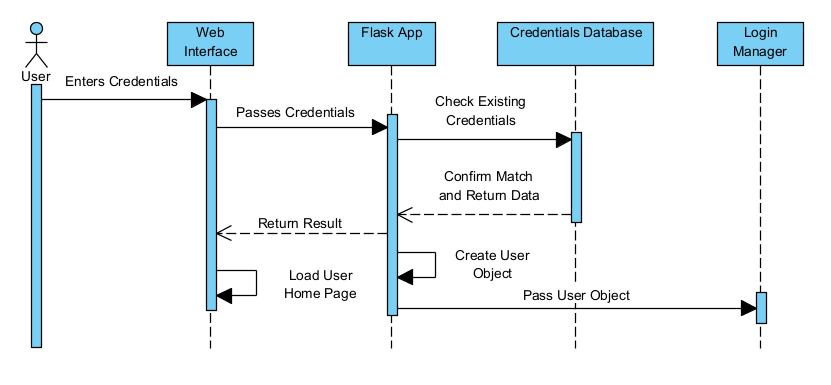 Web
Interface
Flask App
Credentials Database
Login
Manager
User
Enters Credentials
Passes Credentials
Check Existing
Credentials
Confirm Match
and Return Data
Return Result
Create User
Object
Load User
Home Page
Pass User Object